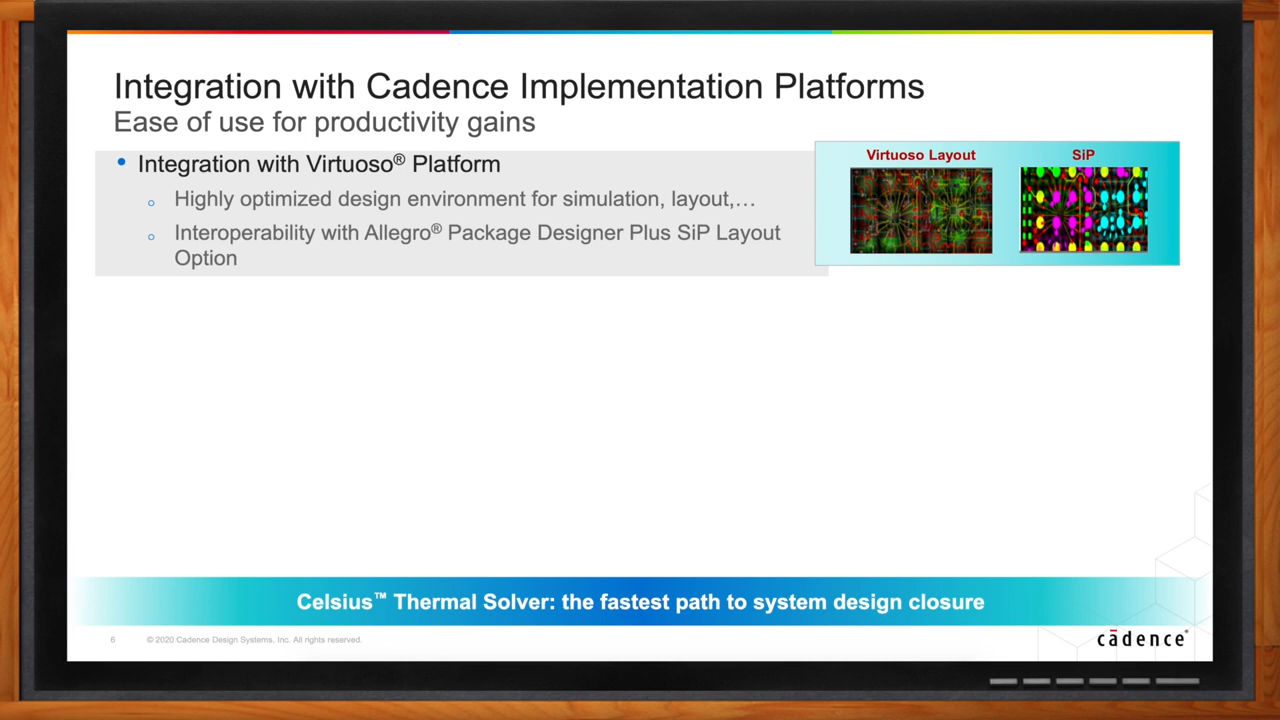 Integration with Cadence Implementation Platforms
Ease of use for productivity gains
• Integration with Virtuoso® Platform
Virtuoso Layout
SiP
Highly optimized design environment for simulation, layout,…
Interoperability with Allegro® Package Designer Plus SiP Layout
Option
Celsius™ Thermal Solver: the fastest path to system design closure
6
© 2020 Cadence Design Systems, Inc. All rights reserved.
cādence®